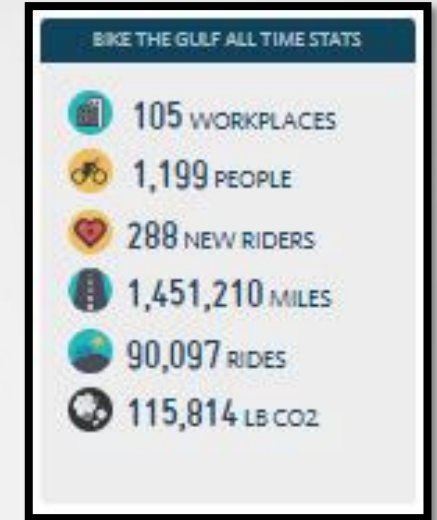 BIKE THE GULF ALL TIME STATS
105 WORKPLACES
1,199 PEOPLE
288 NEW RIDERS
1,451,210 MILES
90,097 RIDES
115,814 LB CO2